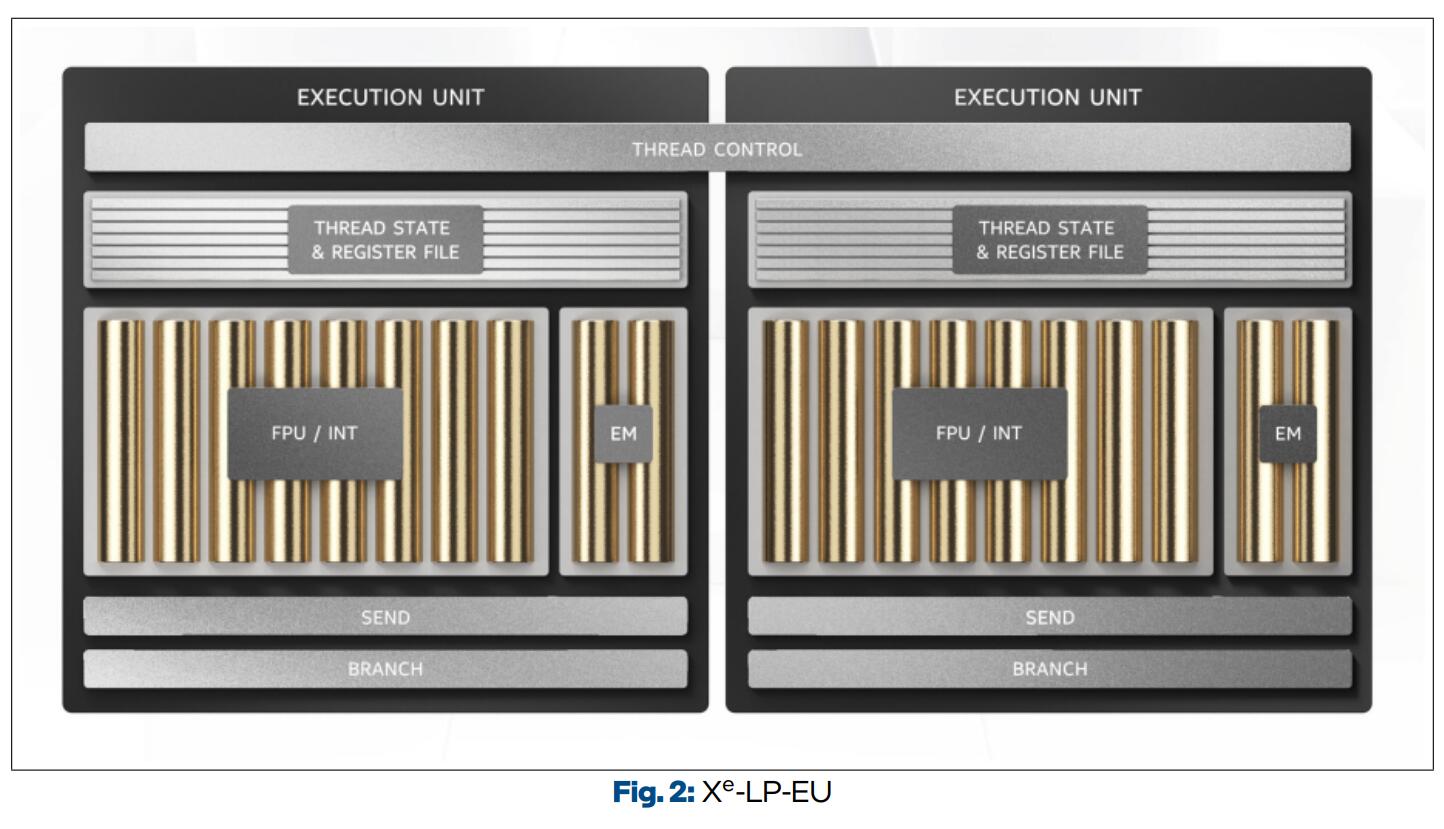 EXECUTION UNIT
EXECUTION UNIT
THREAD CONTROL
THREAD STATE
& REGISTER FILE
THREAD STATE
& REGISTER FILE
FPU / INT
EM
FPU / INT
EM
SEND
SEND
BRANCH
BRANCH
Fig. 2: Xᵉ-LP-EU